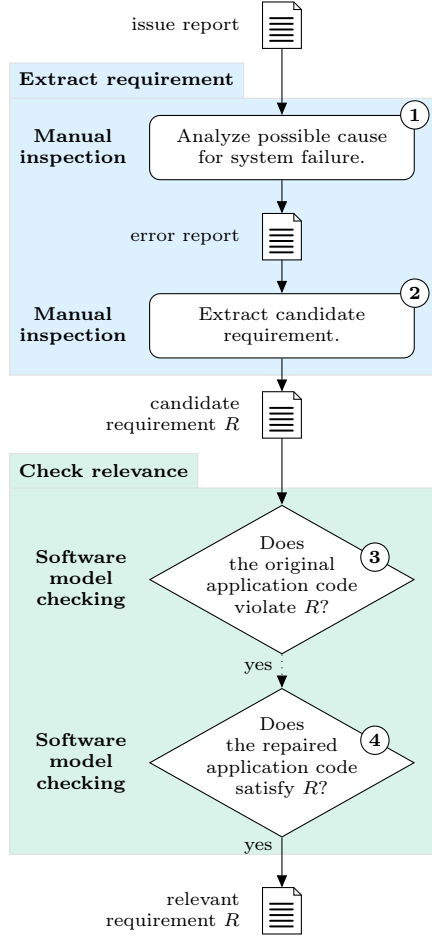 issue report
Extract requirement
Manual
inspection
1
Analyze possible cause
for system failure.
error report
Manual
inspection
2
Extract candidate
requirement.
candidate
requirement R
Check relevance
Software
model
checking
3
Does
the original
application code
violate R?
yes
Software
model
checking
4
Does
the repaired
application code
satisfy R?
yes
relevant
requirement R